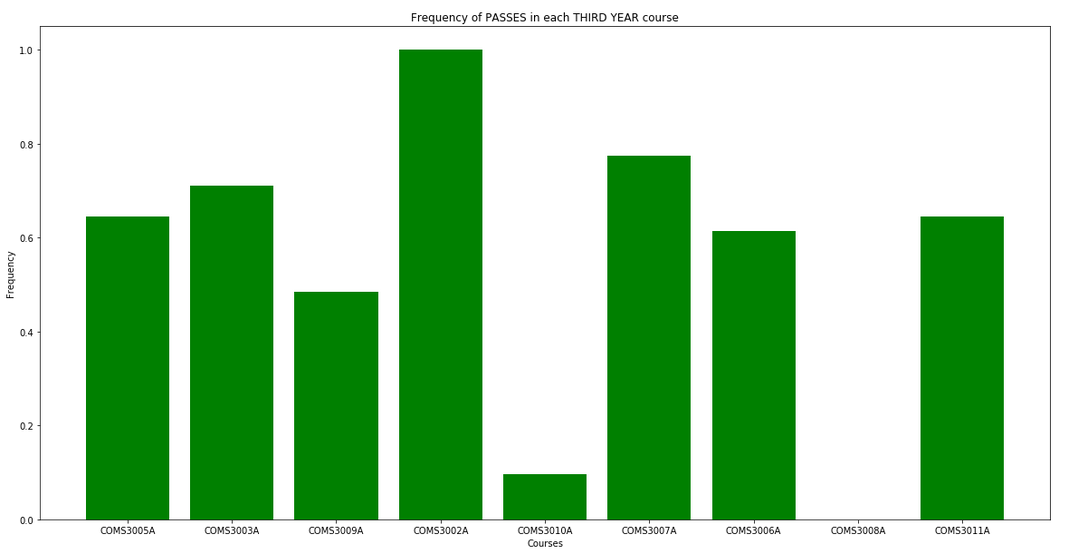 Frequency of PASSES in each THIRD YEAR course
1.0
0.8
0.6
0.4
0.2
0.0
Frequency
COMS3005A COMS3003A COMS3009A COMS3002A COMS3010A COMS3007A COMS3006A COMS3008A COMS3011A
Courses